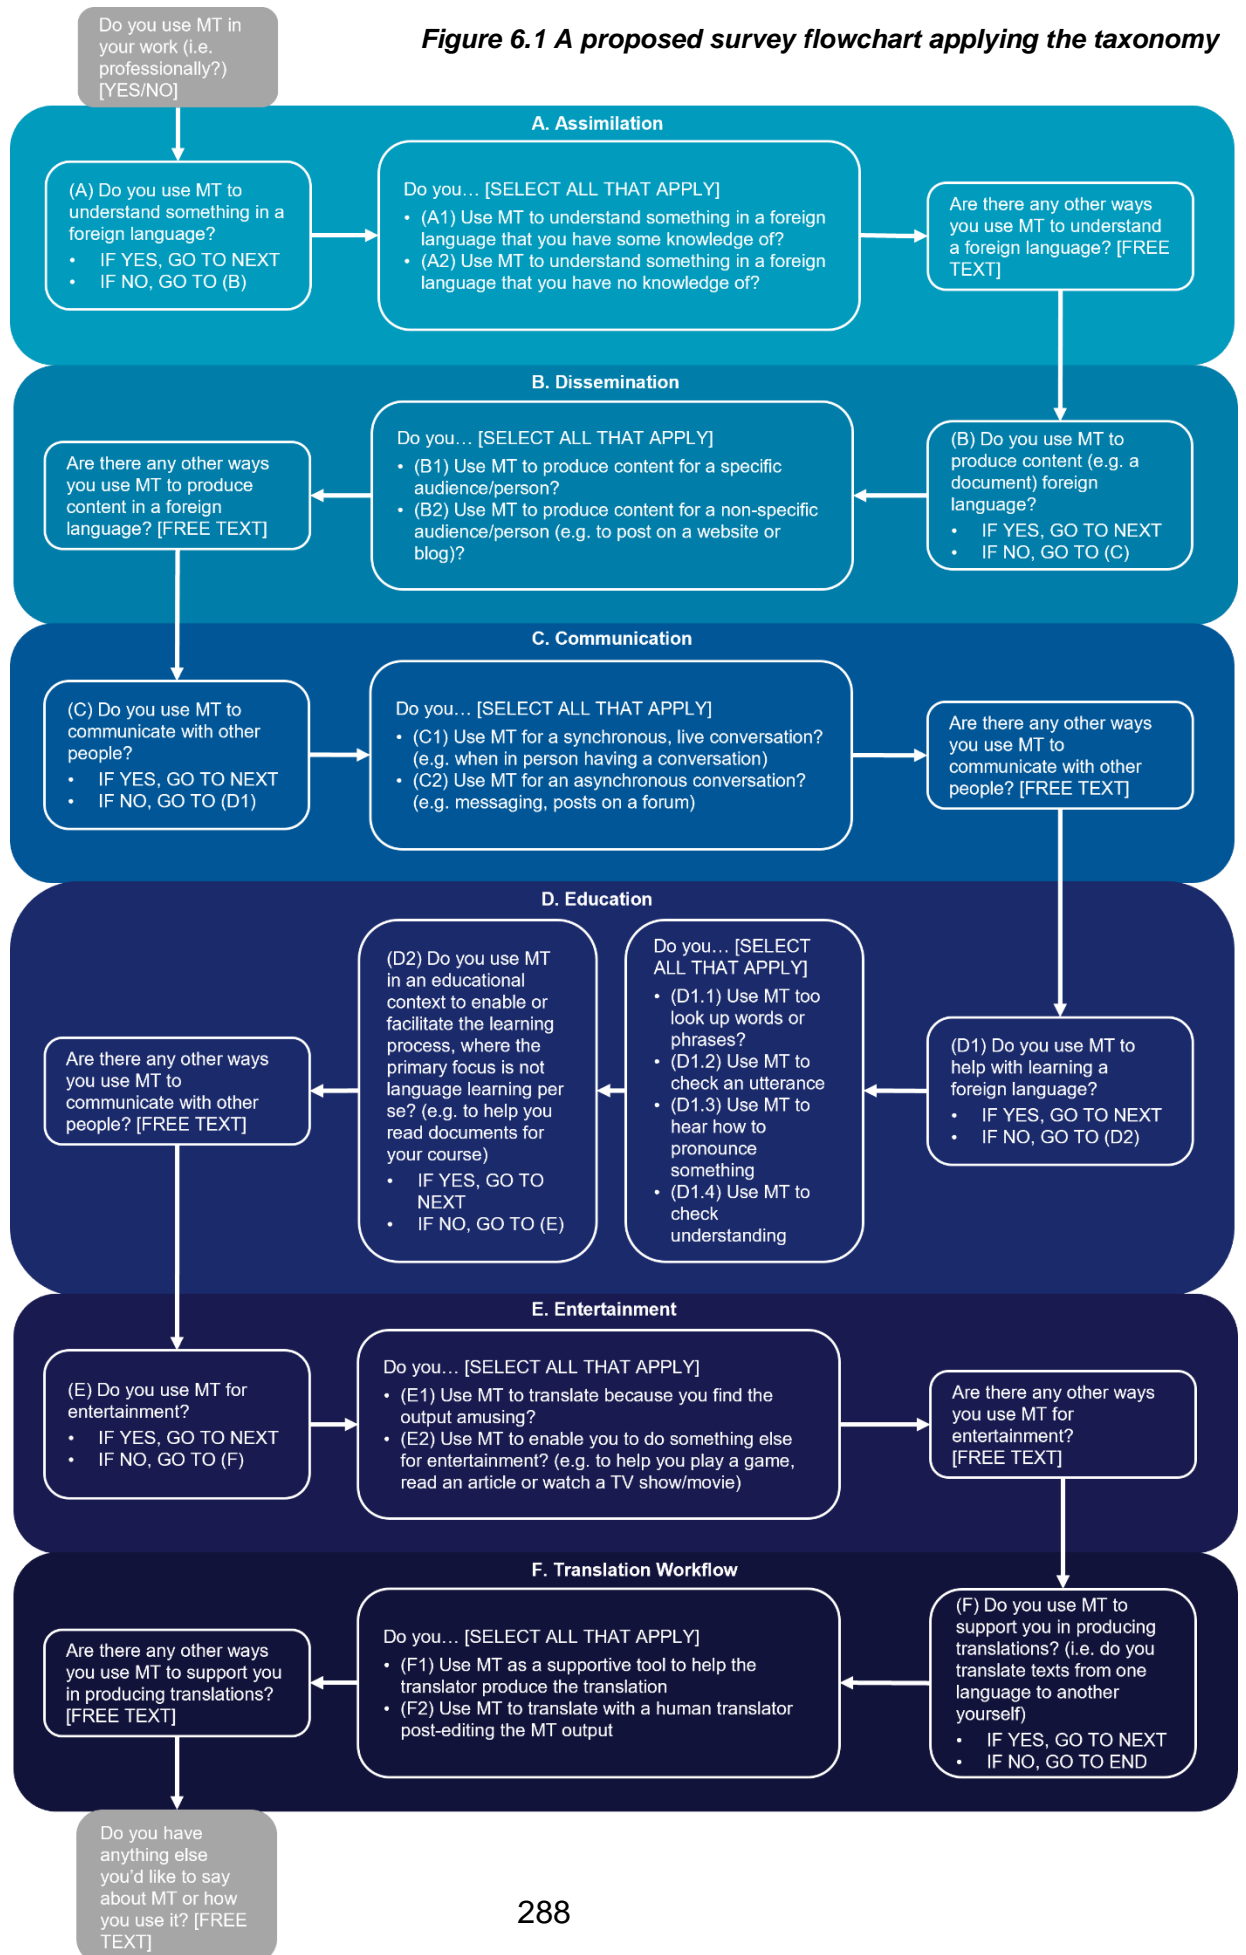 Figure 6.1 A proposed survey flowchart applying the taxonomy
Do you use MT in
your work (i.e.
professionally?)
[YES/NO]
A. Assimilation
(A) Do you use MT to
understand something in a
foreign language?
• IF YES, GO TO NEXT
• IF NO, GO TO (B)
Do you... [SELECT ALL THAT APPLY]
• (A1) Use MT to understand something in a foreign
language that you have some knowledge of?
• (A2) Use MT to understand something in a foreign
language that you have no knowledge of?
Are there any other ways
you use MT to understand
a foreign language? [FREE
TEXT]
B. Dissemination
(B) Do you use MT to
produce content (e.g. a
document) foreign
language?
• IF YES, GO TO NEXT
• IF NO, GO TO (C)
Do you... [SELECT ALL THAT APPLY]
• (B1) Use MT to produce content for a specific
audience/person?
• (B2) Use MT to produce content for a non-specific
audience/person (e.g. to post on a website or
blog)?
Are there any other ways
you use MT to produce
content in a foreign
language? [FREE TEXT]
C. Communication
(C) Do you use MT to
communicate with other
people?
• IF YES, GO TO NEXT
• IF NO, GO TO (D1)
Do you... [SELECT ALL THAT APPLY]
• (C1) Use MT for a synchronous, live conversation?
(e.g. when in person having a conversation)
• (C2) Use MT for an asynchronous conversation?
(e.g. messaging, posts on a forum)
Are there any other ways
you use MT to
communicate with other
people? [FREE TEXT]
D. Education
(D1) Do you use MT to
help with learning a
foreign language?
• IF YES, GO TO NEXT
• IF NO, GO TO (D2)
Do you... [SELECT
ALL THAT APPLY]
• (D1.1) Use MT too
look up words or
phrases?
• (D1.2) Use MT to
check an utterance
• (D1.3) Use MT to
hear how to
pronounce
something
• (D1.4) Use MT to
check
understanding
(D2) Do you use MT
in an educational
context to enable or
facilitate the learning
process, where the
primary focus is not
language learning per
se? (e.g. to help you
read documents for
your course)
• IF YES, GO TO
NEXT
• IF NO, GO TO (E)
Are there any other ways
you use MT to
communicate with other
people? [FREE TEXT]
E. Entertainment
(E) Do you use MT for
entertainment?
• IF YES, GO TO NEXT
• IF NO, GO TO (F)
Do you... [SELECT ALL THAT APPLY]
• (E1) Use MT to translate because you find the
output amusing?
• (E2) Use MT to enable you to do something else
for entertainment? (e.g. to help you play a game,
read an article or watch a TV show/movie)
Are there any other ways
you use MT for
entertainment?
[FREE TEXT]
F. Translation Workflow
(F) Do you use MT to
support you in producing
translations? (i.e. do you
translate texts from one
language to another
yourself)
• IF YES, GO TO NEXT
• IF NO, GO TO END
Do you... [SELECT ALL THAT APPLY]
• (F1) Use MT as a supportive tool to help the
translator produce the translation
• (F2) Use MT to translate with a human translator
post-editing the MT output
Are there any other ways
you use MT to support you
in producing translations?
[FREE TEXT]
Do you have
anything else
you'd like to say
about MT or how
you use it? [FREE
TEXT]
288